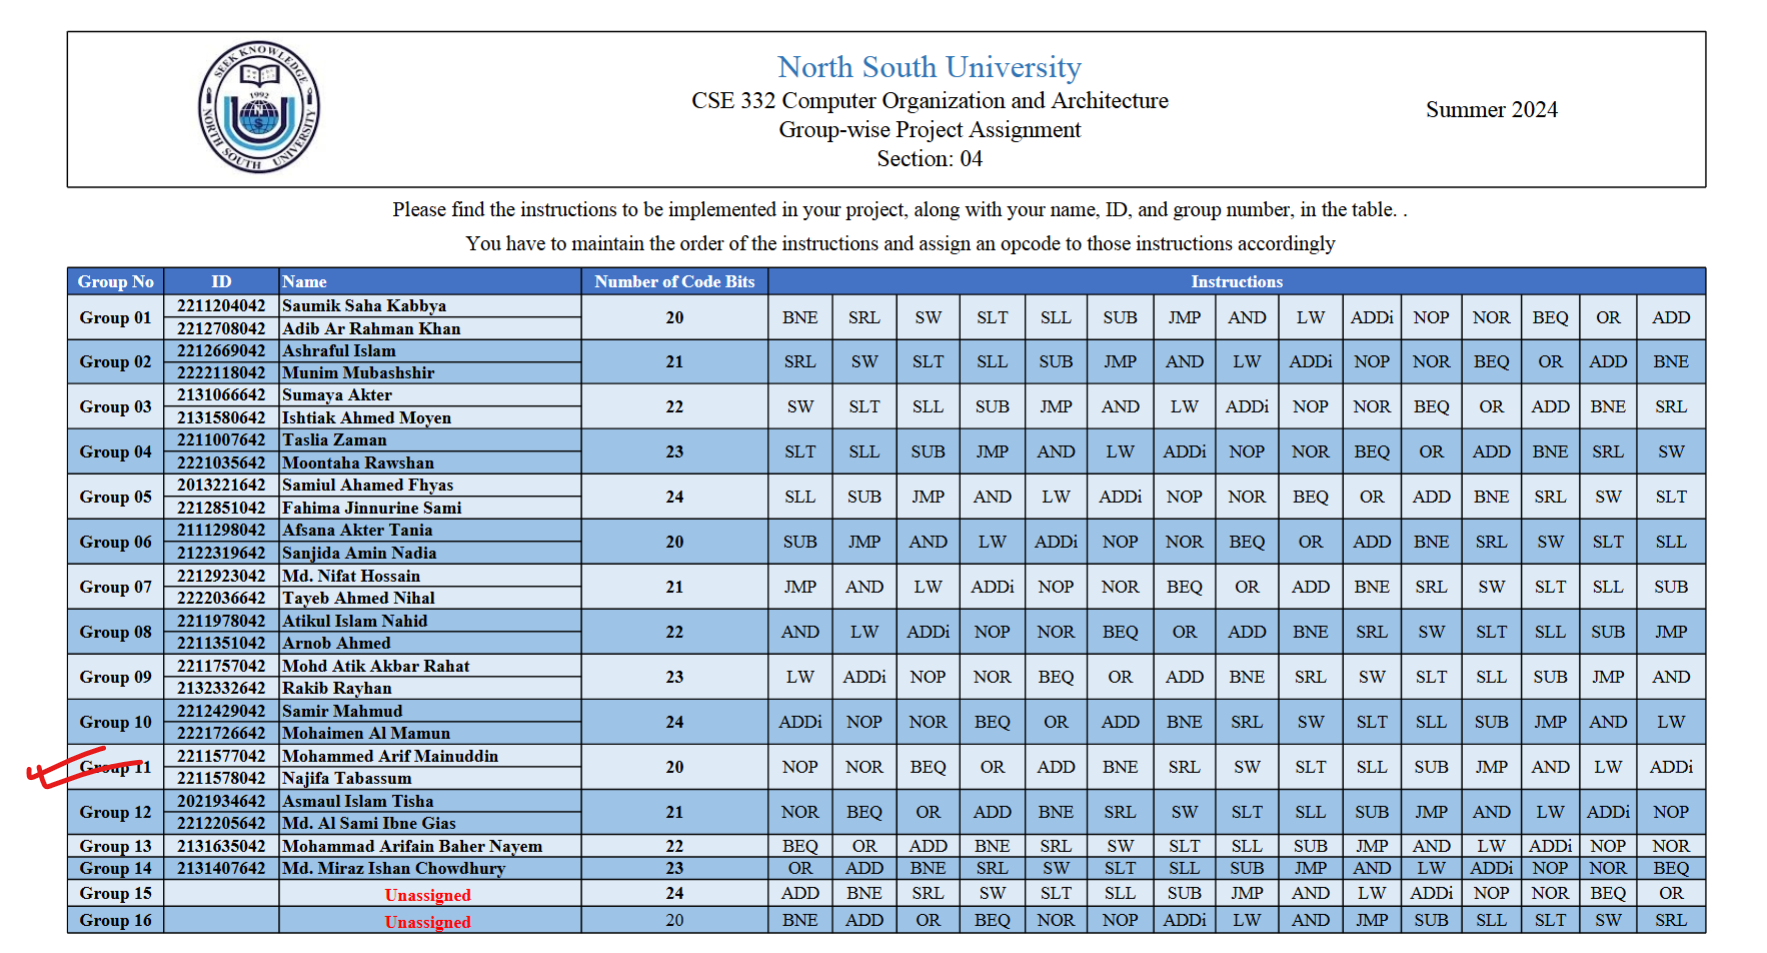 SEEK KNOWLEDGE
1992
NORTH SOUTH UNIVERSITY
North South University
CSE 332 Computer Organization and Architecture
Group-wise Project Assignment
Section: 04
Summer 2024
Please find the instructions to be implemented in your project, along with your name, ID, and group number, in the table. .
You have to maintain the order of the instructions and assign an opcode to those instructions accordingly
Group No ID Name Number of Code Bits Instructions
Group 01 2211204042 Saumik Saha Kabbya 20 BNE SRL SW SLT SLL SUB JMP AND LW ADDi NOP NOR BEQ OR ADD
2212708042 Adib Ar Rahman Khan
Group 02 2212669042 Ashraful Islam 21 SRL SW SLT SLL SUB JMP AND LW ADDi NOP NOR BEQ OR ADD BNE
2222118042 Munim Mubashshir
Group 03 2131066642 Sumaya Akter 22 SW SLT SLL SUB JMP AND LW ADDi NOP NOR BEQ OR ADD BNE SRL
2131580642 Ishtiak Ahmed Moyen
Group 04 2211007642 Taslia Zaman 23 SLT SLL SUB JMP AND LW ADDi NOP NOR BEQ OR ADD BNE SRL SW
2221035642 Moontaha Rawshan
Group 05 2013221642 Samiul Ahamed Fhyas 24 SLL SUB JMP AND LW ADDi NOP NOR BEQ OR ADD BNE SRL SW SLT
2212851042 Fahima Jinnurine Sami
Group 06 2111298042 Afsana Akter Tania 20 SUB JMP AND LW ADDi NOP NOR BEQ OR ADD BNE SRL SW SLT SLL
2122319642 Sanjida Amin Nadia
Group 07 2212923042 Md. Nifat Hossain 21 JMP AND LW ADDi NOP NOR BEQ OR ADD BNE SRL SW SLT SLL SUB
2222036642 Tayeb Ahmed Nihal
Group 08 2211978042 Atikul Islam Nahid 22 AND LW ADDi NOP NOR BEQ OR ADD BNE SRL SW SLT SLL SUB JMP
2211351042 Arnob Ahmed
Group 09 2211757042 Mohd Atik Akbar Rahat 23 LW ADDi NOP NOR BEQ OR ADD BNE SRL SW SLT SLL SUB JMP AND
2132332642 Rakib Rayhan
Group 10 2212429042 Samir Mahmud 24 ADDi NOP NOR BEQ OR ADD BNE SRL SW SLT SLL SUB JMP AND LW
2221726642 Mohaimen Al Mamun
Group 11 2211577042 Mohammed Arif Mainuddin 20 NOP NOR BEQ OR ADD BNE SRL SW SLT SLL SUB JMP AND LW ADDi
2211578042 Najifa Tabassum
Group 12 2021934642 Asmaul Islam Tisha 21 NOR BEQ OR ADD BNE SRL SW SLT SLL SUB JMP AND LW ADDi NOP
2212205642 Md. Al Sami Ibne Gias
Group 13 2131635042 Mohammad Arifain Baher Nayem 22 BEQ OR ADD BNE SRL SW SLT SLL SUB JMP AND LW ADDi NOP NOR
Group 14 2131407642 Md. Miraz Ishan Chowdhury 23 OR ADD BNE SRL SW SLT SLL SUB JMP AND LW ADDi NOP NOR BEQ
Group 15 Unassigned 24 ADD BNE SRL SW SLT SLL SUB JMP AND LW ADDi NOP NOR BEQ OR
Group 16 Unassigned 20 BNE ADD OR BEQ NOR NOP ADDi LW AND JMP SUB SLL SLT SW SRL